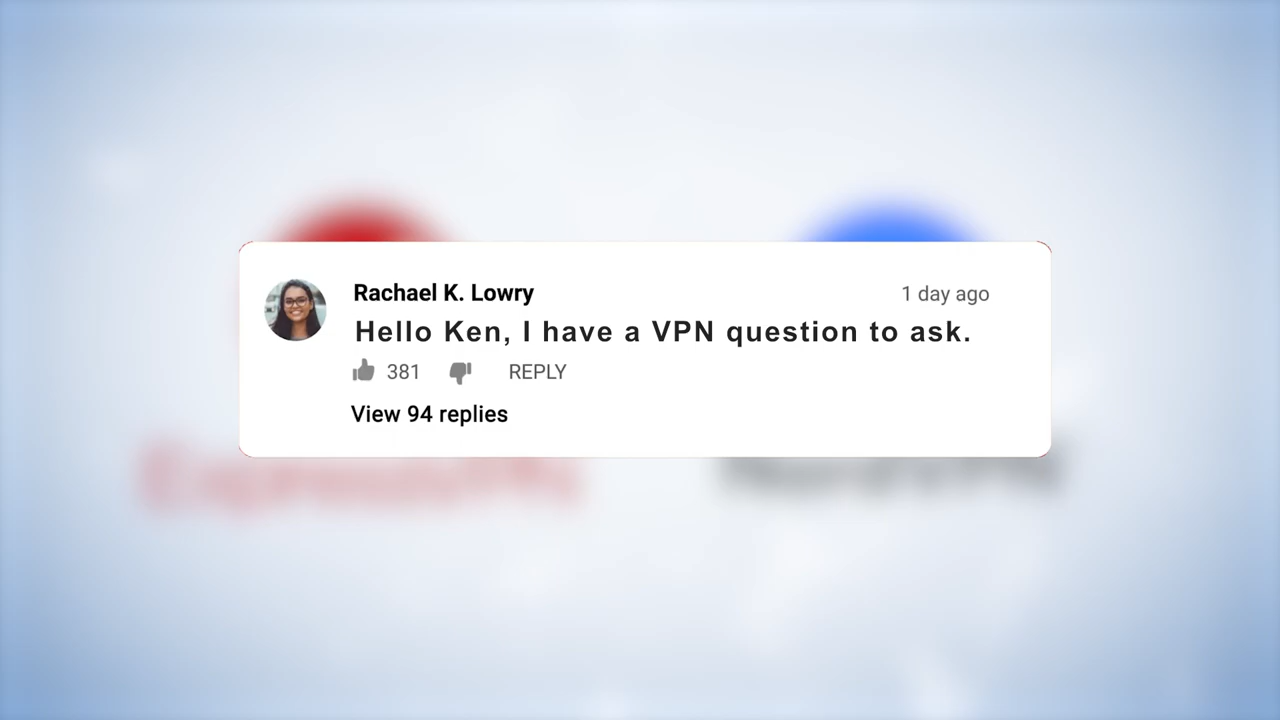 Rachael K. Lowry
1 day ago
Hello Ken, I have a VPN question to ask.
381
REPLY
View 94 replies